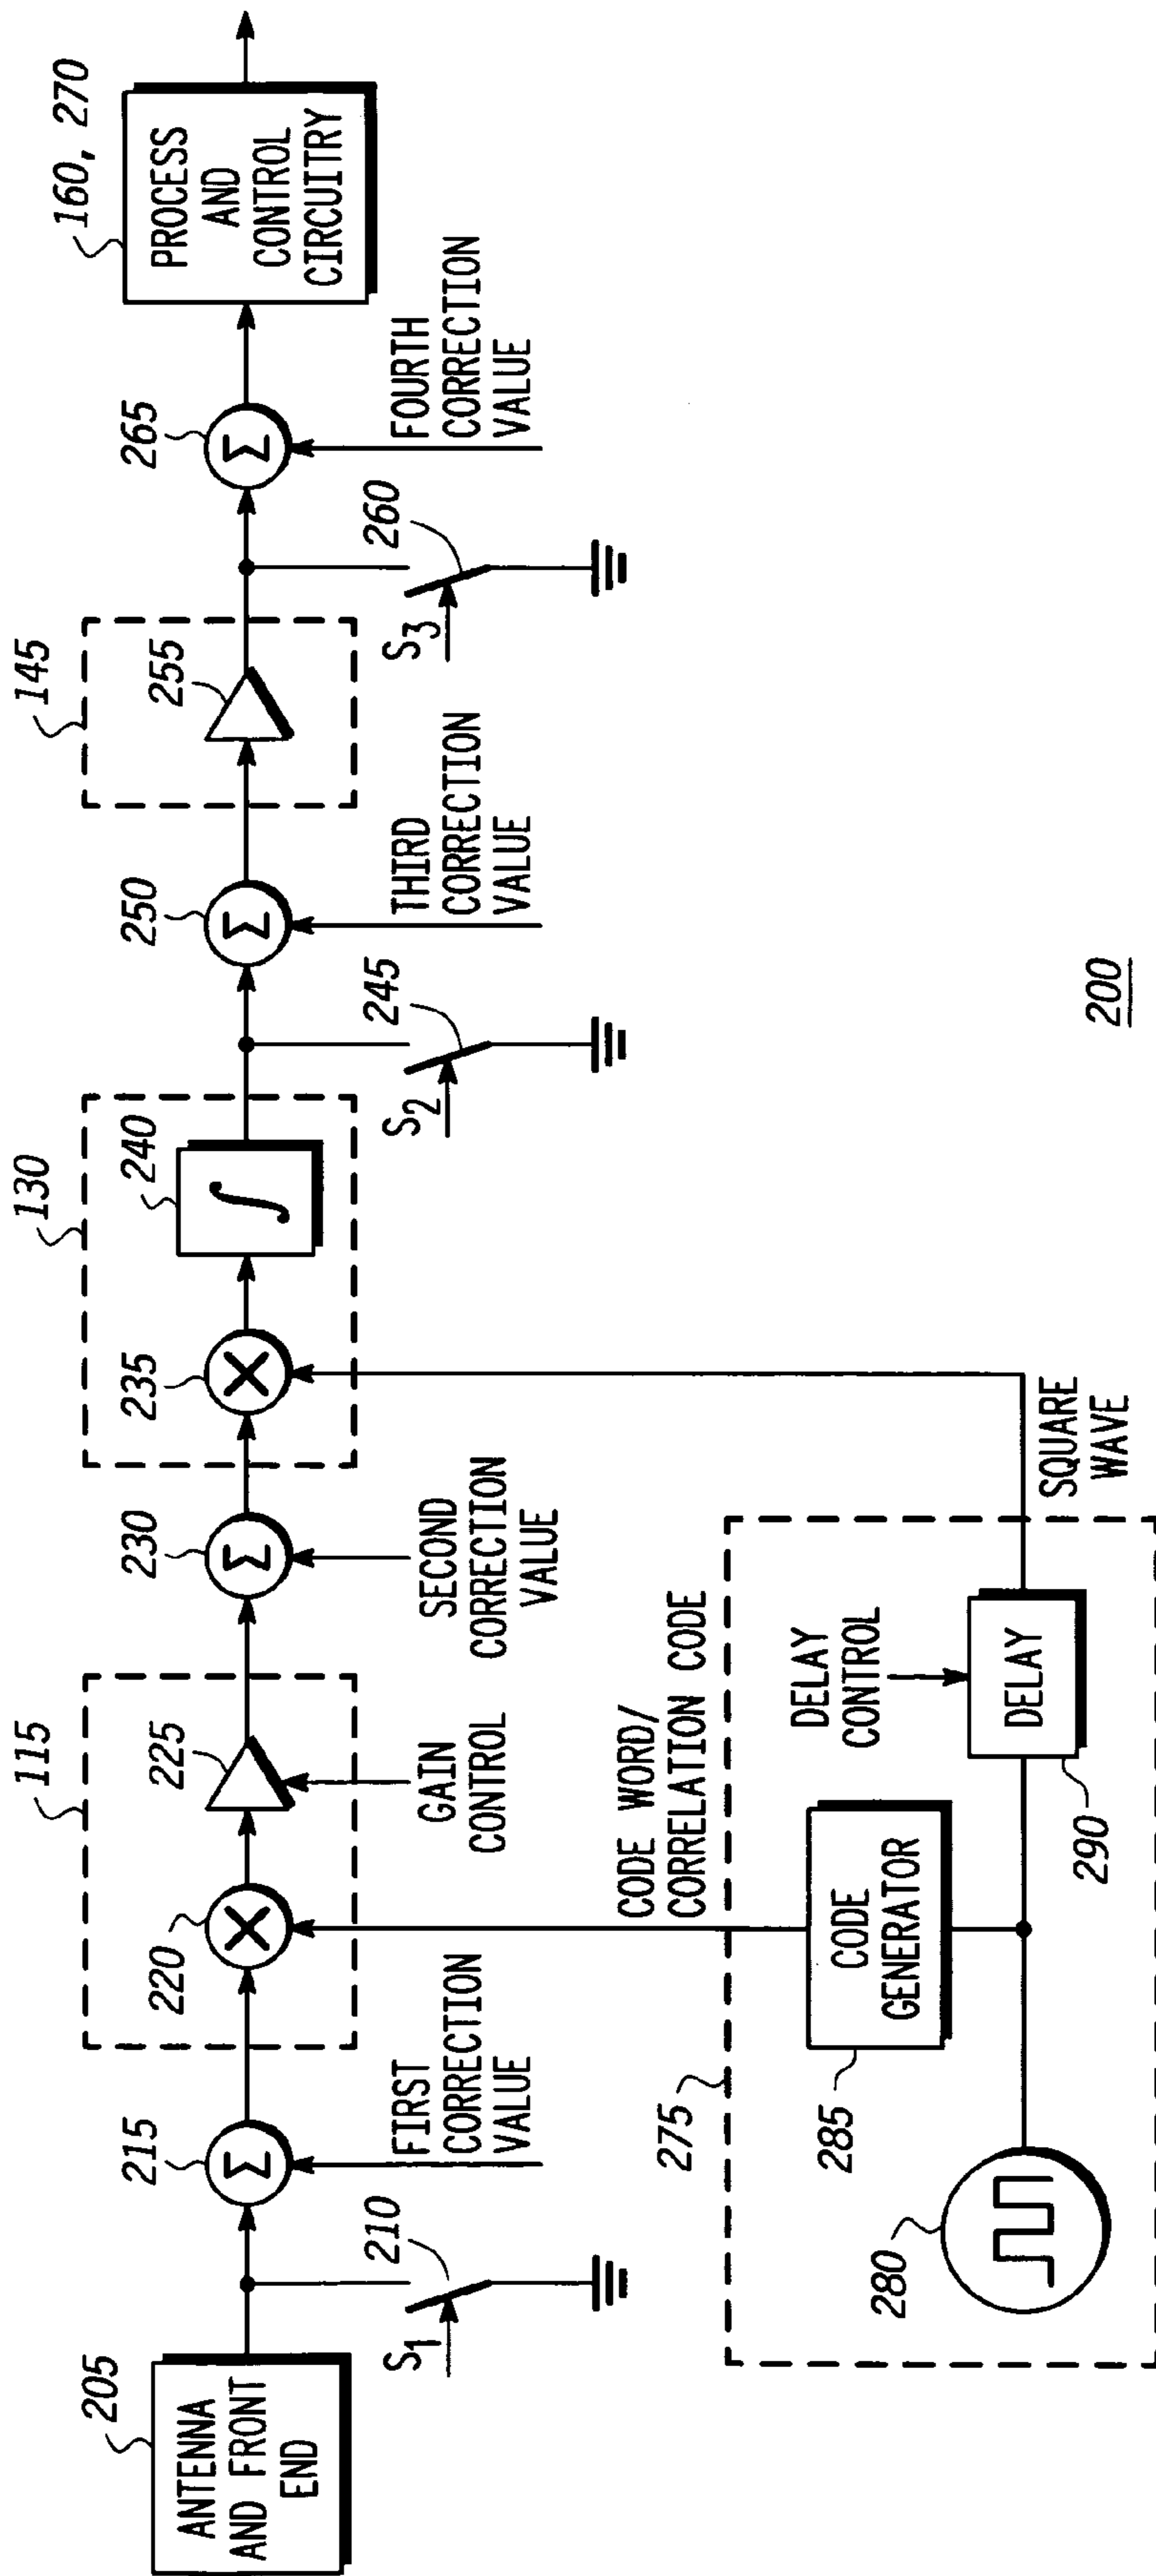 205
ANTENNA
AND FRONT
END
S1
210
215
FIRST
CORRECTION
VALUE
115
220
225
GAIN
CONTROL
230
SECOND
CORRECTION
VALUE
130
235
240
S2
245
250
THIRD
CORRECTION
VALUE
145
255
S3
260
265
FOURTH
CORRECTION
VALUE
160, 270
PROCESS
AND
CONTROL
CIRCUITRY
CODE WORD/
CORRELATION CODE
275
280
285
CODE
GENERATOR
DELAY
CONTROL
DELAY
290
SQUARE
WAVE
200
Σ
Σ
Σ
Σ
∫